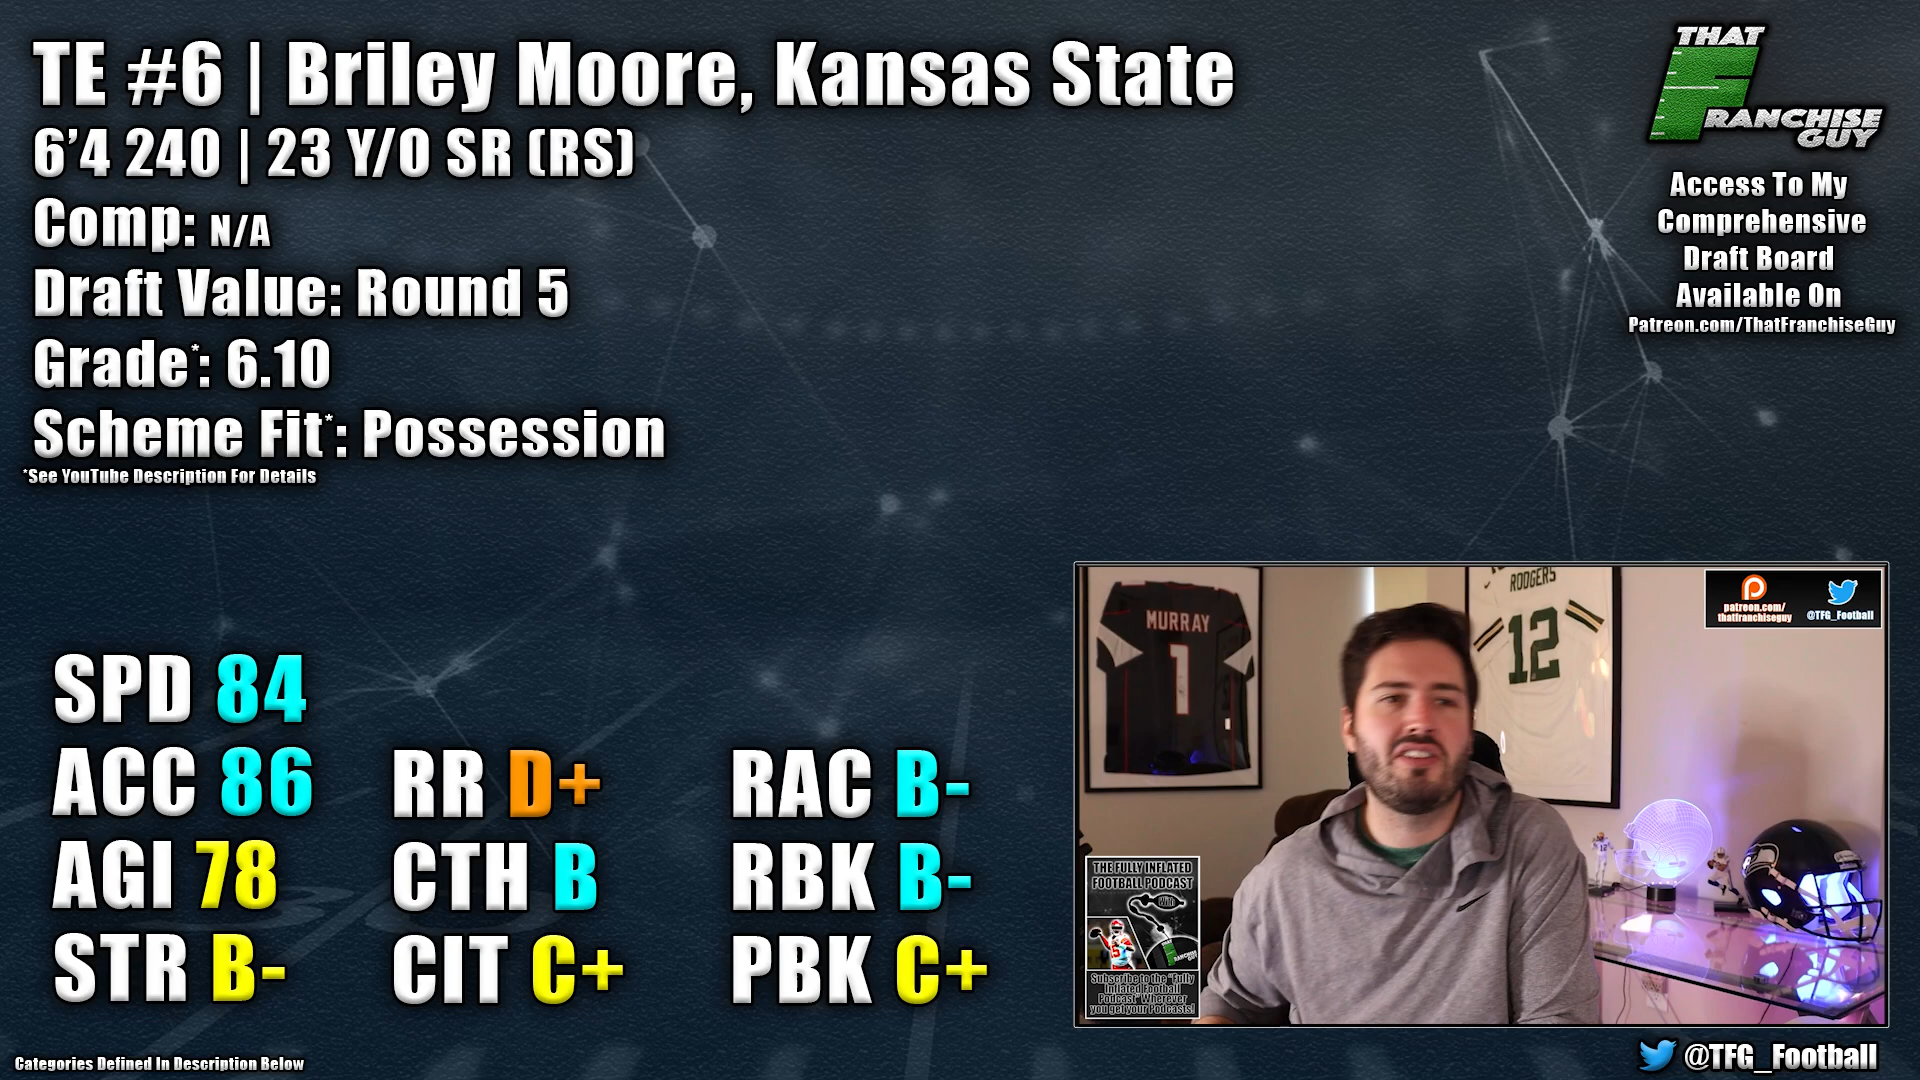 TE #6 | Briley Moore, Kansas State
6’4 240 | 23 Y/O SR (RS)
Comp: N/A
Draft Value: Round 5
Grade*: 6.10
Scheme Fit*: Possession
*See YouTube Description For Details
THAT
FRANCHISE
GUY
Access To My
Comprehensive
Draft Board
Available On
Patreon.com/ThatFranchiseGuy
SPD 84
ACC 86
AGI 78
STR B-
RR D+
CTH B
CIT C+
RAC B-
RBK B-
PBK C+
MURRAY
1
RODGERS
12
patreon.com/
thatfranchiseguy
@TFG_Football
THE FULLY INFLATED
FOOTBALL PODCAST
With
Subscribe to the "Fully
Inflated Football
Podcast" Wherever
you get your Podcasts!
Categories Defined In Description Below
@TFG_Football